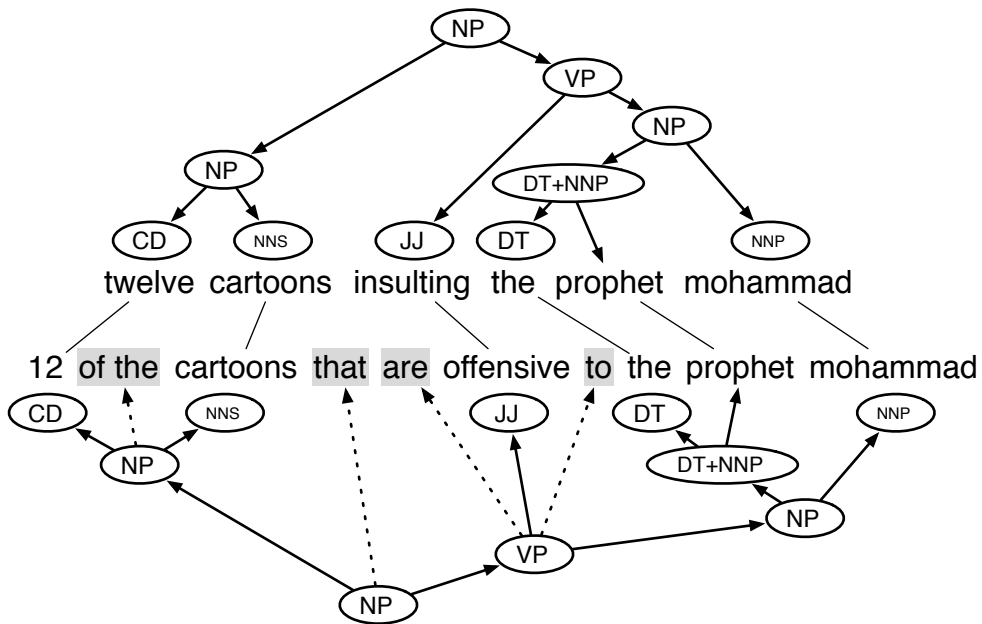 NP
VP
NP
NP
DT+NNP
CD NNS JJ DT NNP
twelve cartoons insulting the prophet mohammad
12 of the cartoons that are offensive to the prophet mohammad
CD NNS JJ DT NNP
NP DT+NNP
NP
VP
NP